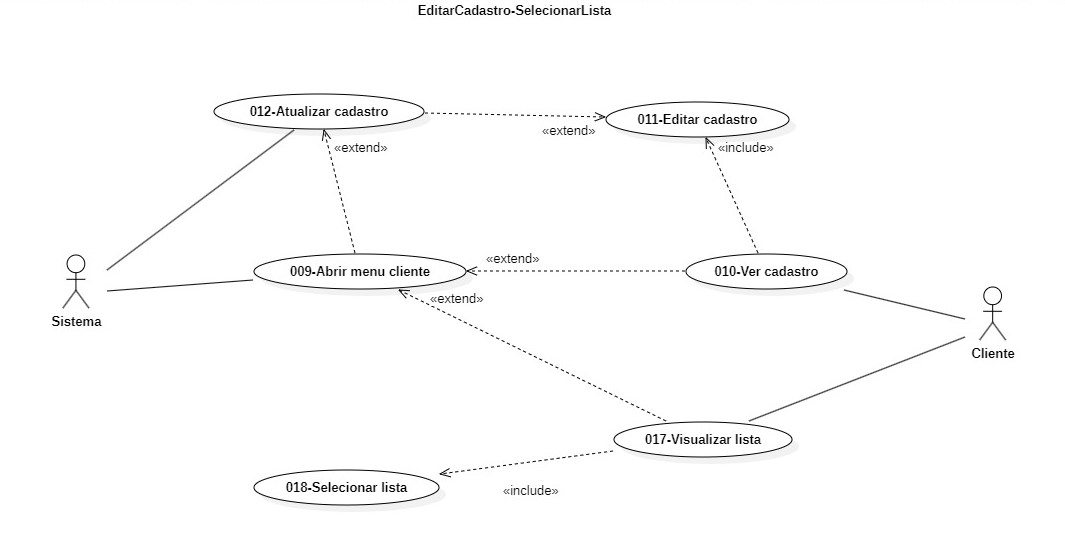 EditarCadastro-SelecionarLista
012-Atualizar cadastro
011-Editar cadastro
«extend»
«extend»
«include»
009-Abrir menu cliente
«extend»
010-Ver cadastro
«extend»
Sistema
Cliente
017-Visualizar lista
018-Selecionar lista
«include»